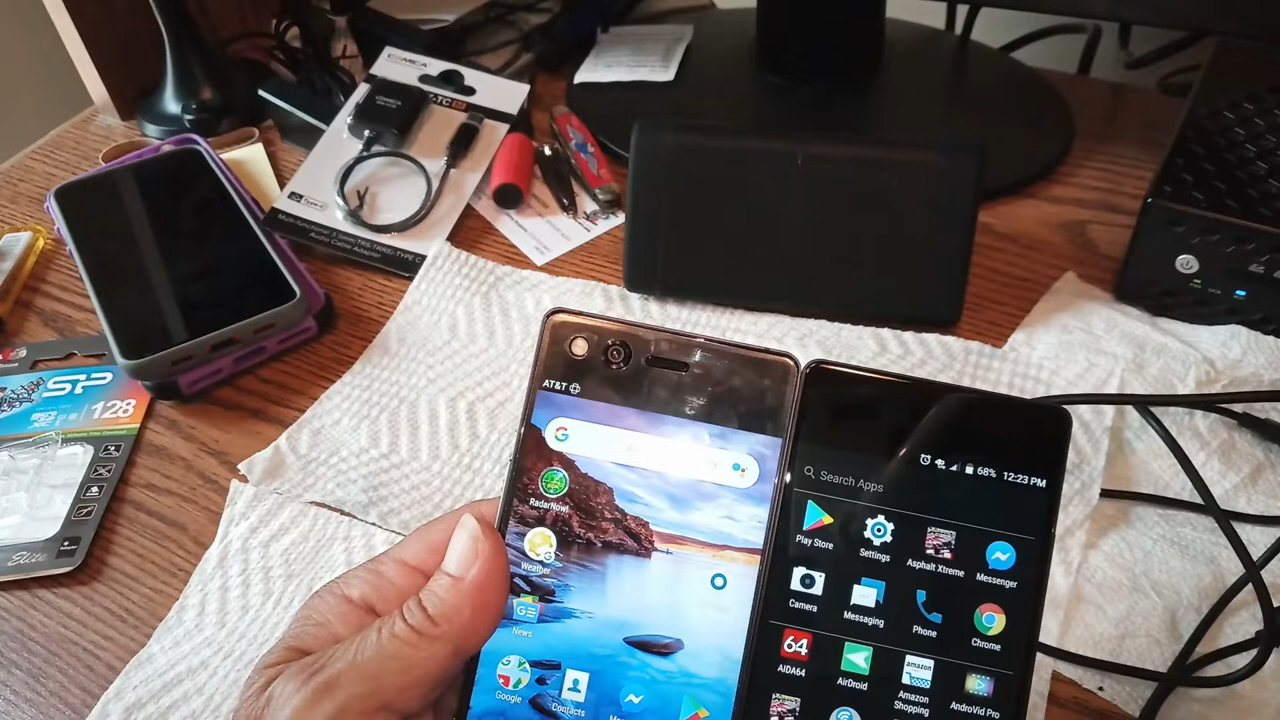 COMICA
Type-C
Multi-functional 3.5mm(TRS/TRRS)-TYPE C
Audio Cable Adapter
SP
128
Elite
AT&T
68% 12:23 PM
Search Apps
RadarNow!
Weather
News
Google
Contacts
Play Store
Settings
Asphalt Xtreme
Messenger
Camera
Messaging
Phone
Chrome
64
AIDA64
AirDroid
amazon
Amazon
Shopping
AndroVid Pro